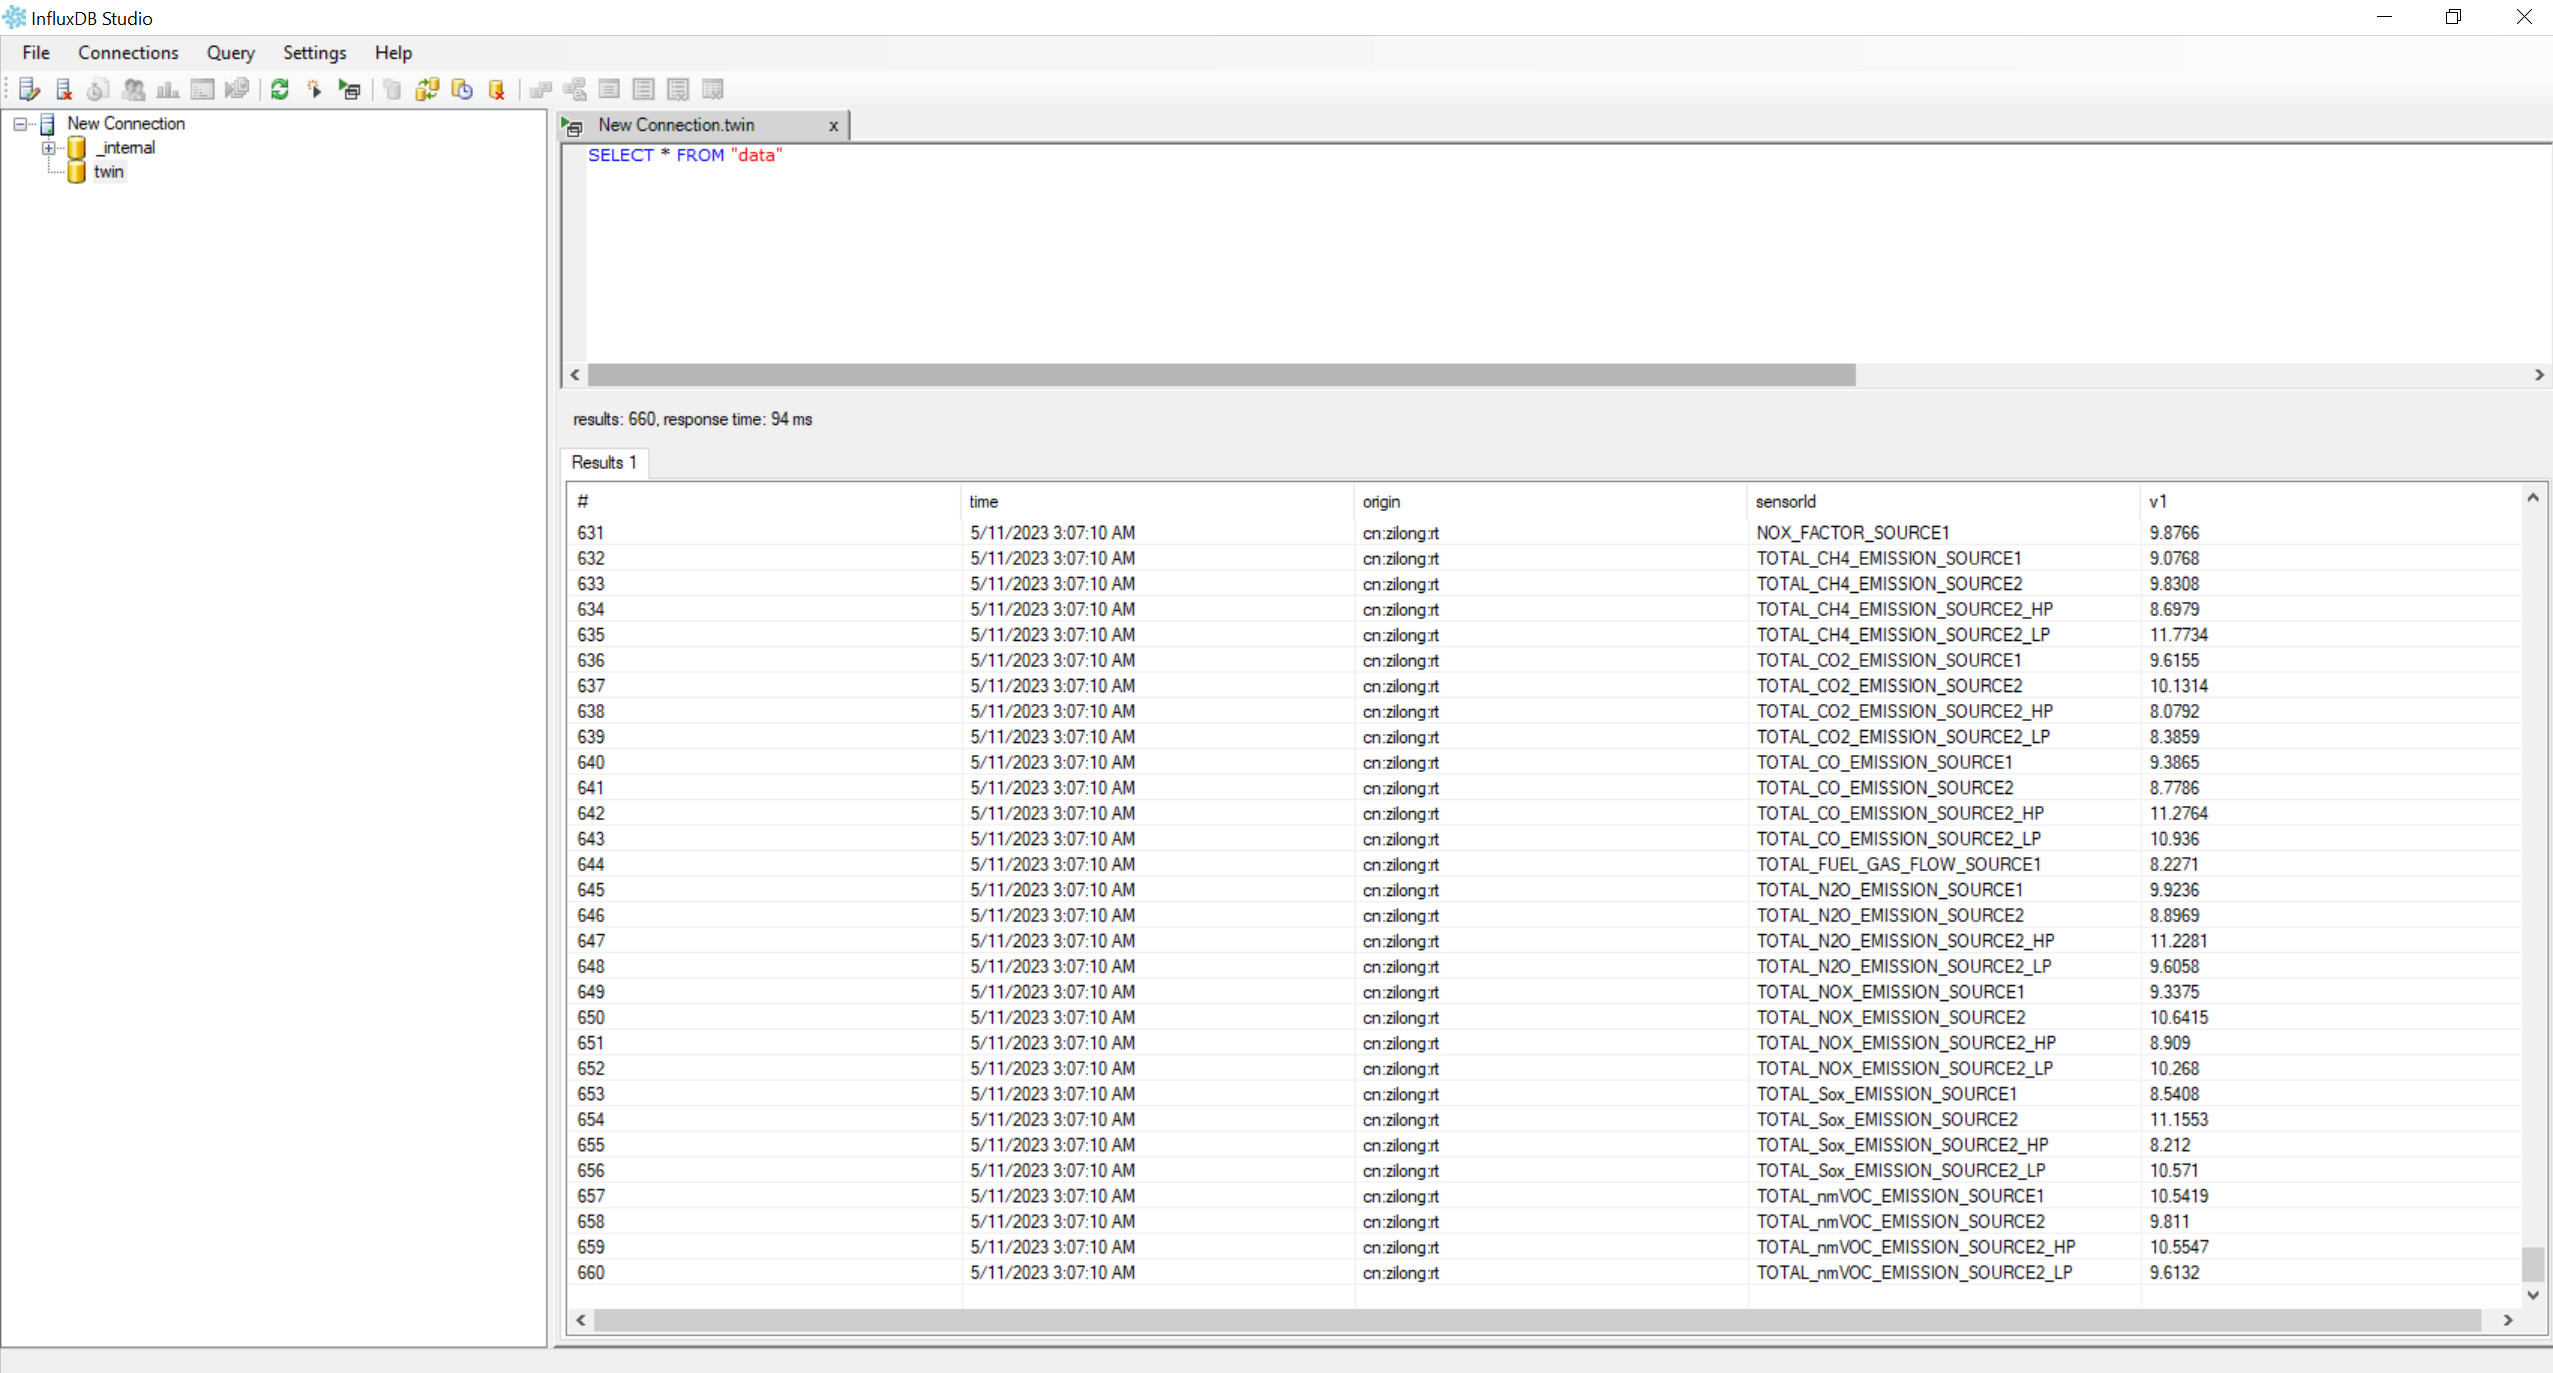 InfluxDB Studio
File Connections Query Settings Help
New Connection
_internal
twin
New Connection.twin x
SELECT * FROM "data"
results: 660, response time: 94 ms
Results 1
# time origin sensorId v1
631 5/11/2023 3:07:10 AM cn:zilong:rt NOX_FACTOR_SOURCE1 9.8766
632 5/11/2023 3:07:10 AM cn:zilong:rt TOTAL_CH4_EMISSION_SOURCE1 9.0768
633 5/11/2023 3:07:10 AM cn:zilong:rt TOTAL_CH4_EMISSION_SOURCE2 9.8308
634 5/11/2023 3:07:10 AM cn:zilong:rt TOTAL_CH4_EMISSION_SOURCE2_HP 8.6979
635 5/11/2023 3:07:10 AM cn:zilong:rt TOTAL_CH4_EMISSION_SOURCE2_LP 11.7734
636 5/11/2023 3:07:10 AM cn:zilong:rt TOTAL_CO2_EMISSION_SOURCE1 9.6155
637 5/11/2023 3:07:10 AM cn:zilong:rt TOTAL_CO2_EMISSION_SOURCE2 10.1314
638 5/11/2023 3:07:10 AM cn:zilong:rt TOTAL_CO2_EMISSION_SOURCE2_HP 8.0792
639 5/11/2023 3:07:10 AM cn:zilong:rt TOTAL_CO2_EMISSION_SOURCE2_LP 8.3859
640 5/11/2023 3:07:10 AM cn:zilong:rt TOTAL_CO_EMISSION_SOURCE1 9.3865
641 5/11/2023 3:07:10 AM cn:zilong:rt TOTAL_CO_EMISSION_SOURCE2 8.7786
642 5/11/2023 3:07:10 AM cn:zilong:rt TOTAL_CO_EMISSION_SOURCE2_HP 11.2764
643 5/11/2023 3:07:10 AM cn:zilong:rt TOTAL_CO_EMISSION_SOURCE2_LP 10.936
644 5/11/2023 3:07:10 AM cn:zilong:rt TOTAL_FUEL_GAS_FLOW_SOURCE1 8.2271
645 5/11/2023 3:07:10 AM cn:zilong:rt TOTAL_N2O_EMISSION_SOURCE1 9.9236
646 5/11/2023 3:07:10 AM cn:zilong:rt TOTAL_N2O_EMISSION_SOURCE2 8.8969
647 5/11/2023 3:07:10 AM cn:zilong:rt TOTAL_N2O_EMISSION_SOURCE2_HP 11.2281
648 5/11/2023 3:07:10 AM cn:zilong:rt TOTAL_N2O_EMISSION_SOURCE2_LP 9.6058
649 5/11/2023 3:07:10 AM cn:zilong:rt TOTAL_NOX_EMISSION_SOURCE1 9.3375
650 5/11/2023 3:07:10 AM cn:zilong:rt TOTAL_NOX_EMISSION_SOURCE2 10.6415
651 5/11/2023 3:07:10 AM cn:zilong:rt TOTAL_NOX_EMISSION_SOURCE2_HP 8.909
652 5/11/2023 3:07:10 AM cn:zilong:rt TOTAL_NOX_EMISSION_SOURCE2_LP 10.268
653 5/11/2023 3:07:10 AM cn:zilong:rt TOTAL_Sox_EMISSION_SOURCE1 8.5408
654 5/11/2023 3:07:10 AM cn:zilong:rt TOTAL_Sox_EMISSION_SOURCE2 11.1553
655 5/11/2023 3:07:10 AM cn:zilong:rt TOTAL_Sox_EMISSION_SOURCE2_HP 8.212
656 5/11/2023 3:07:10 AM cn:zilong:rt TOTAL_Sox_EMISSION_SOURCE2_LP 10.571
657 5/11/2023 3:07:10 AM cn:zilong:rt TOTAL_nmVOC_EMISSION_SOURCE1 10.5419
658 5/11/2023 3:07:10 AM cn:zilong:rt TOTAL_nmVOC_EMISSION_SOURCE2 9.811
659 5/11/2023 3:07:10 AM cn:zilong:rt TOTAL_nmVOC_EMISSION_SOURCE2_HP 10.5547
660 5/11/2023 3:07:10 AM cn:zilong:rt TOTAL_nmVOC_EMISSION_SOURCE2_LP 9.6132